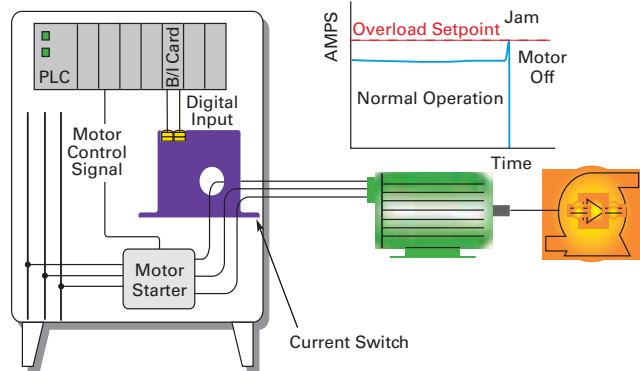 PLC
B/I Card
Digital
Input
Motor
Control
Signal
Motor
Starter
Current Switch
AMPS
Overload Setpoint
Jam
Motor
Off
Normal Operation
Time